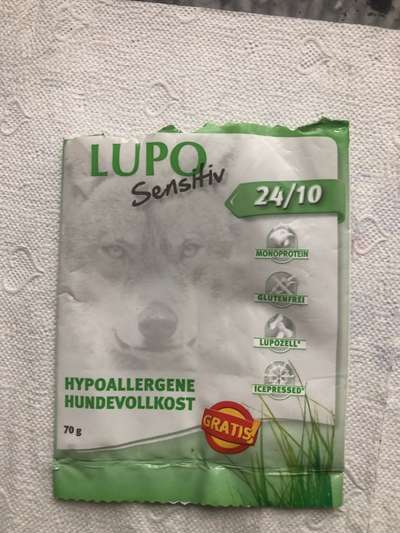 LUPO
Sensitiv
24/10
MONOPROTEIN
GLUTENFREI
LUPOZELL®
ICEPRESSED®
HYPOALLERGENE
HUNDEVOLLKOST
70 g
GRATIS!